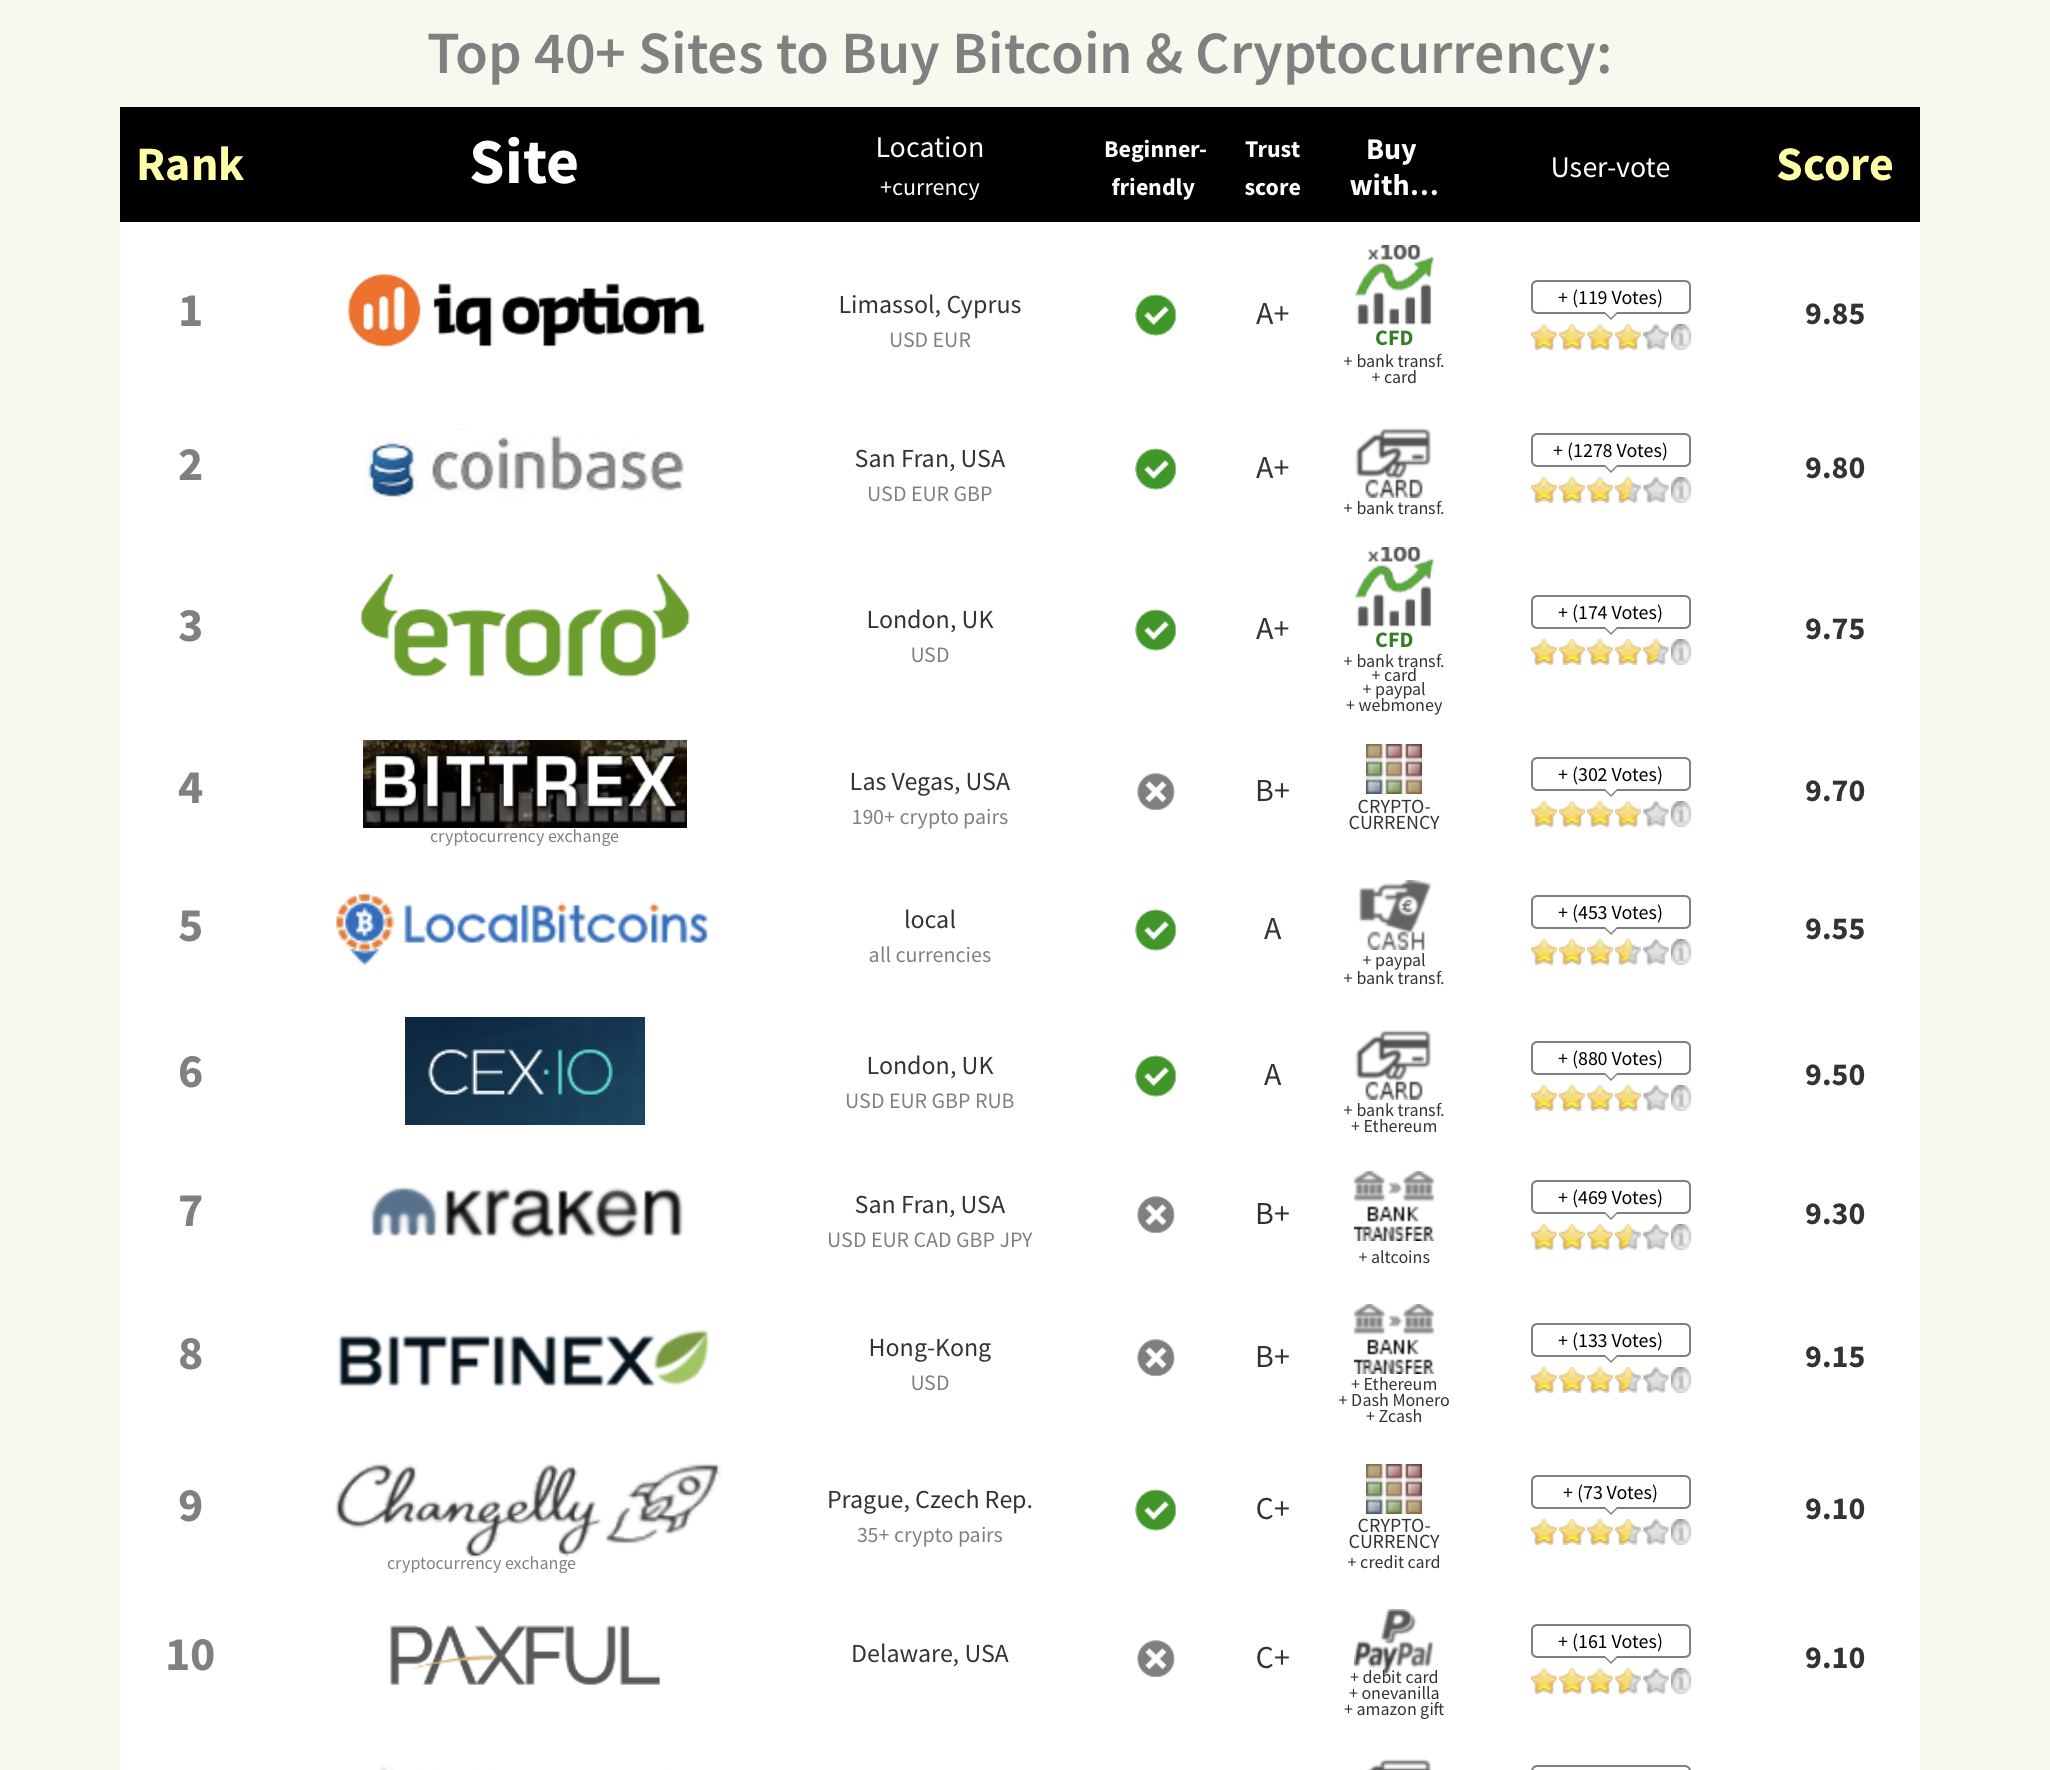 Top 40+ Sites to Buy Bitcoin & Cryptocurrency:
Rank
Site
Location
+currency
Beginner-
friendly
Trust
score
Buy
with...
User-vote
Score
1
iq option
Limassol, Cyprus
USD EUR
A+
x100
CFD
+ bank transf.
+ card
+ (119 Votes)
9.85
2
coinbase
San Fran, USA
USD EUR GBP
A+
CARD
+ bank transf.
+ (1278 Votes)
9.80
3
eToro
London, UK
USD
A+
x100
CFD
+ bank transf.
+ card
+ paypal
+ webmoney
+ (174 Votes)
9.75
4
BITTREX
cryptocurrency exchange
Las Vegas, USA
190+ crypto pairs
B+
CRYPTO-
CURRENCY
+ (302 Votes)
9.70
5
LocalBitcoins
local
all currencies
A
CASH
+ paypal
+ bank transf.
+ (453 Votes)
9.55
6
CEX·IO
London, UK
USD EUR GBP RUB
A
CARD
+ bank transf.
+ Ethereum
+ (880 Votes)
9.50
7
kraken
San Fran, USA
USD EUR CAD GBP JPY
B+
BANK
TRANSFER
+ altcoins
+ (469 Votes)
9.30
8
BITFINEX
Hong-Kong
USD
B+
BANK
TRANSFER
+ Ethereum
+ Dash Monero
+ Zcash
+ (133 Votes)
9.15
9
Changelly
cryptocurrency exchange
Prague, Czech Rep.
35+ crypto pairs
C+
CRYPTO-
CURRENCY
+ credit card
+ (73 Votes)
9.10
10
PAXFUL
Delaware, USA
C+
PayPal
+ debit card
+ onevanilla
+ amazon gift
+ (161 Votes)
9.10